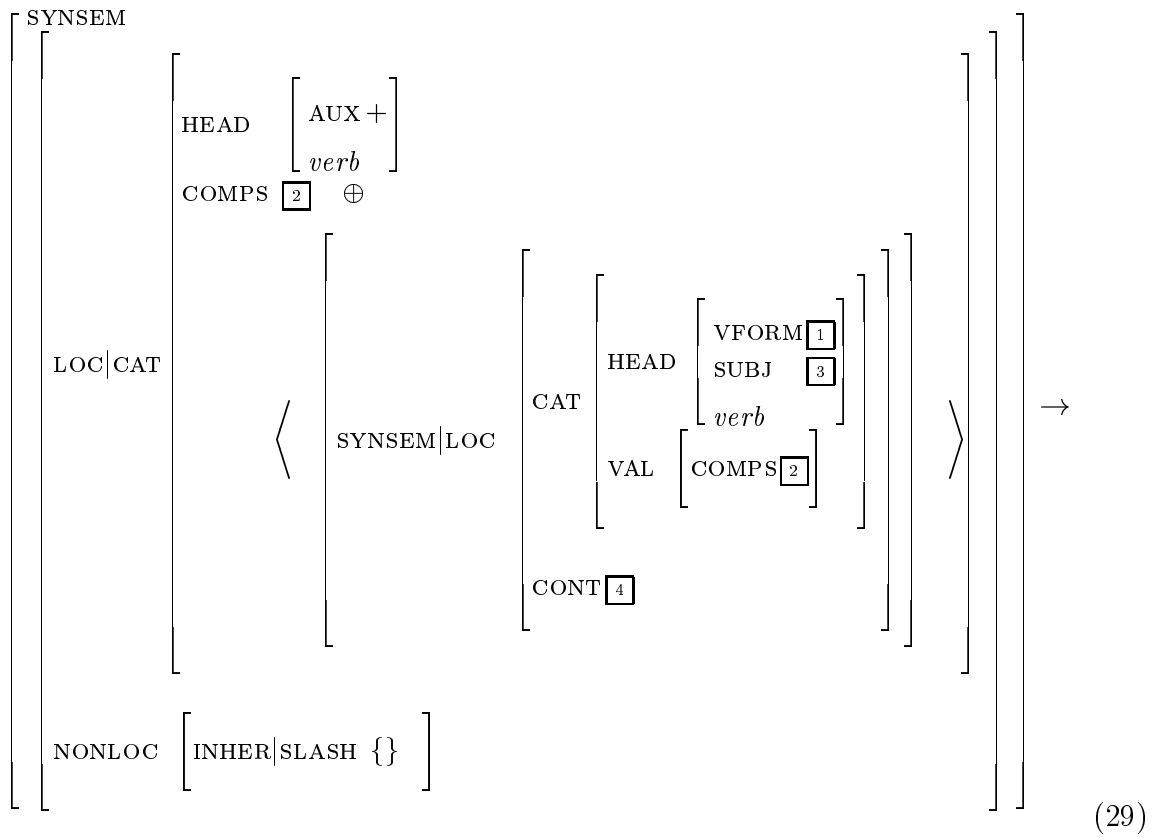 SYNSEM
HEAD [AUX +
verb]
COMPS [2] ⊕
LOC|CAT
⟨
SYNSEM|LOC
CAT
HEAD
VFORM [1]
SUBJ [3]
verb
VAL [COMPS [2]]
CONT [4]
⟩
→
NONLOC [INHER|SLASH {}]
(29)